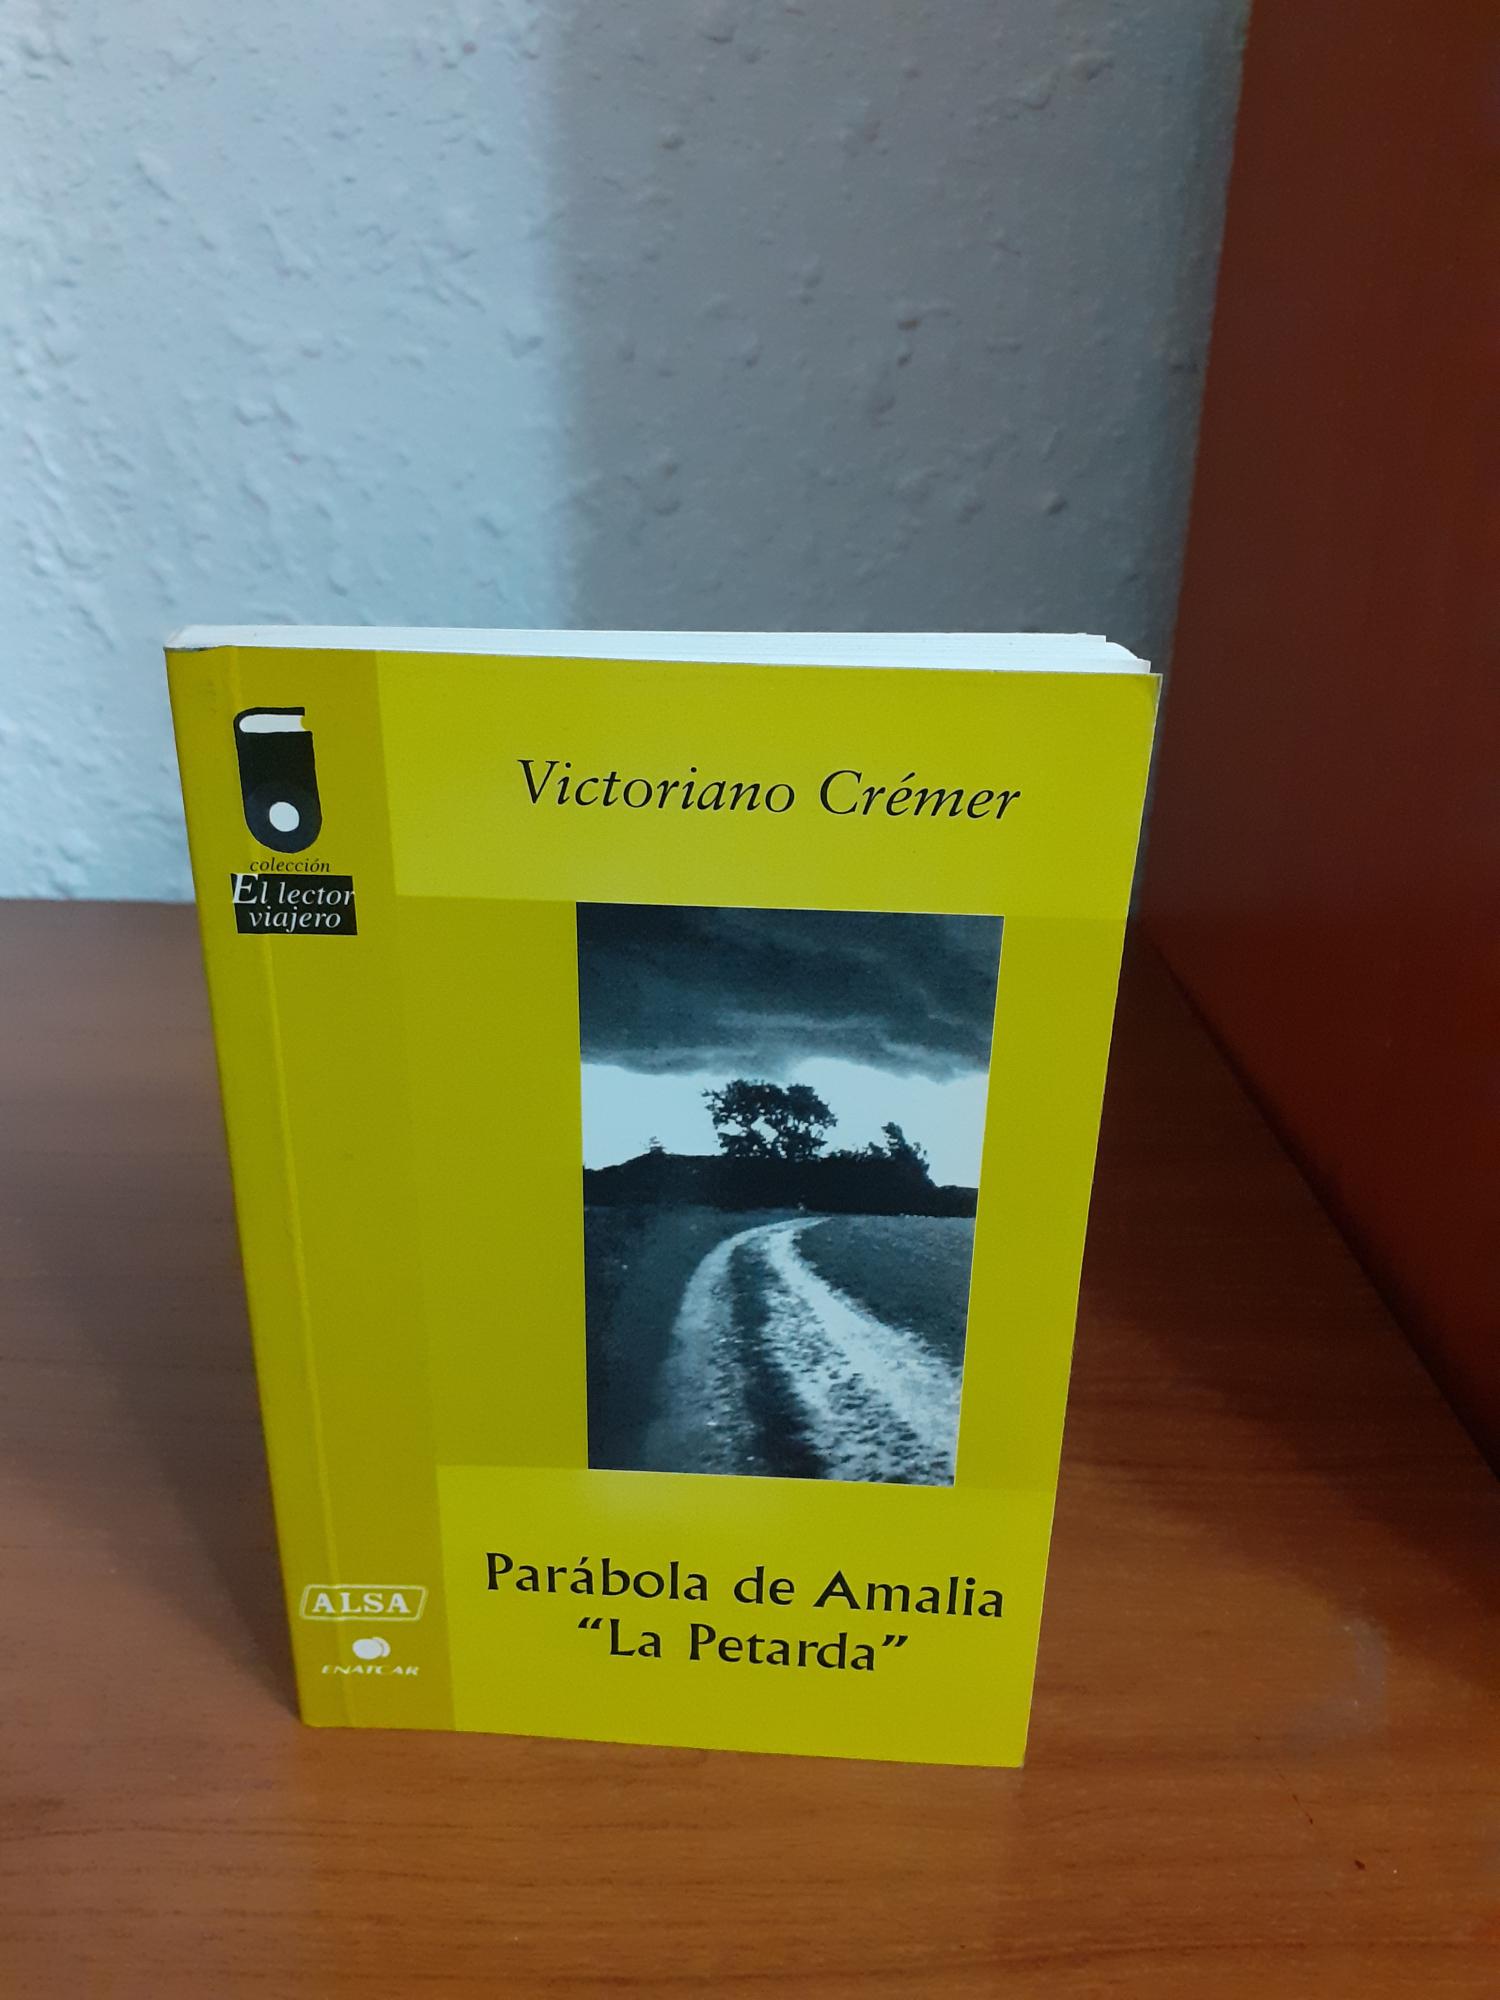 Victoriano Crémer
colección
El lector
viajero
Parábola de Amalia
“La Petarda”
ALSA
ENATCAR